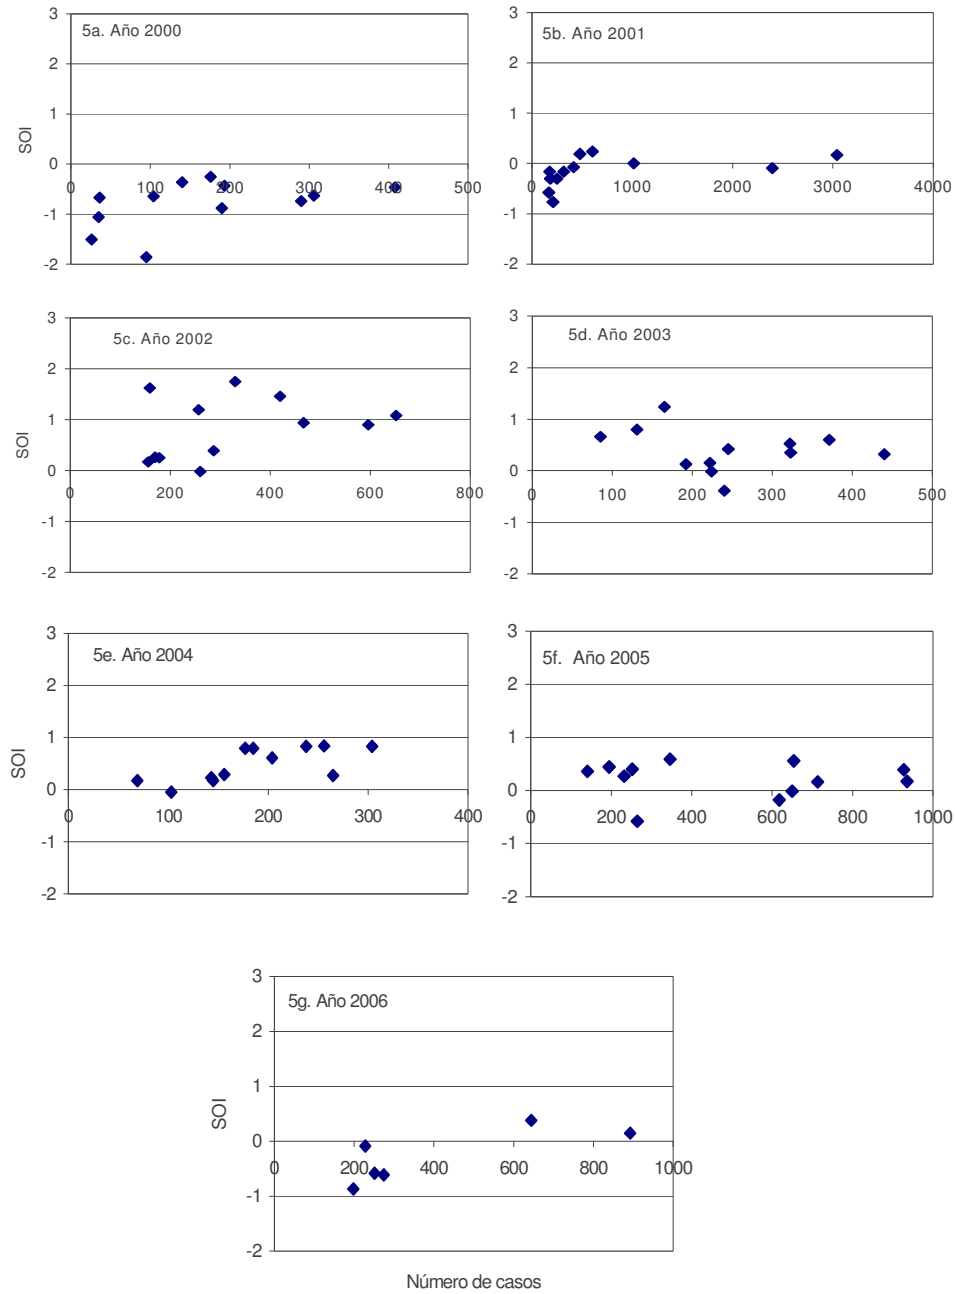 5a. Año 2000
SOI
3
2
1
0
-1
-2
0 100 200 300 400 500
5b. Año 2001
3
2
1
0
-1
-2
0 1000 2000 3000 4000
5c. Año 2002
SOI
3
2
1
0
-1
-2
0 200 400 600 800
5d. Año 2003
3
2
1
0
-1
-2
0 100 200 300 400 500
5e. Año 2004
SOI
3
2
1
0
-1
-2
0 100 200 300 400
5f. Año 2005
3
2
1
0
-1
-2
0 200 400 600 800 1000
5g. Año 2006
SOI
3
2
1
0
-1
-2
0 200 400 600 800 1000
Número de casos